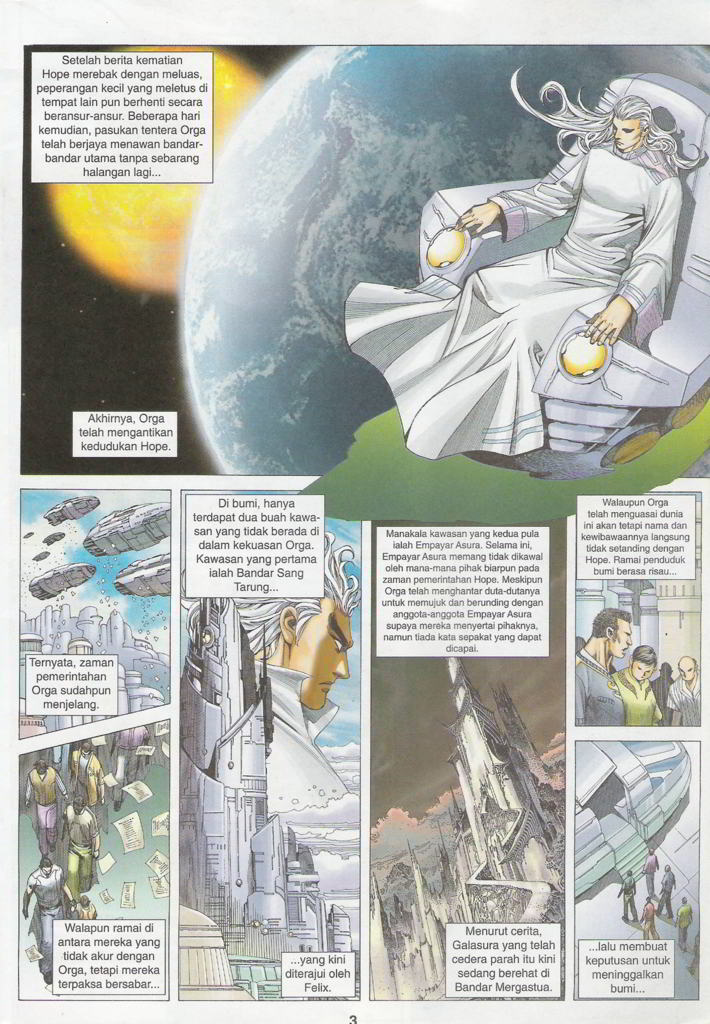 Setelah berita kematian
Hope merebak dengan meluas,
peperangan kecil yang meletus di
tempat lain pun berhenti secara
beransur-ansur. Beberapa hari
kemudian, pasukan tentera Orga
telah berjaya menawan bandar-
bandar utama tanpa sebarang
halangan lagi...
Akhirnya, Orga
telah mengantikan
kedudukan Hope.
Ternyata, zaman
pemerintahan
Orga sudahpun
menjelang.
Walapun ramai di
antara mereka yang
tidak akur dengan
Orga, tetapi mereka
terpaksa bersabar...
Di bumi, hanya
terdapat dua buah kawa-
san yang tidak berada di
dalam kekuasan Orga.
Kawasan yang pertama
ialah Bandar Sang
Tarung...
...yang kini
diterajui oleh
Felix.
Manakala kawasan yang kedua pula
ialah Empayar Asura. Selama ini,
Empayar Asura memang tidak dikawal
oleh mana-mana pihak biarpun pada
zaman pemerintahan Hope. Meskipun
Orga telah menghantar duta-dutanya
untuk memujuk dan berunding dengan
anggota-anggota Empayar Asura
supaya mereka menyertai pihaknya,
namun tiada kata sepakat yang dapat
dicapai.
Menurut cerita,
Galasura yang telah
cedera parah itu kini
sedang berehat di
Bandar Mergastua.
Walaupun Orga
telah menguasai dunia
ini akan tetapi nama dan
kewibawaannya langsung
tidak setanding dengan
Hope. Ramai penduduk
bumi berasa risau...
...lalu membuat
keputusan untuk
meninggalkan
bumi...
3